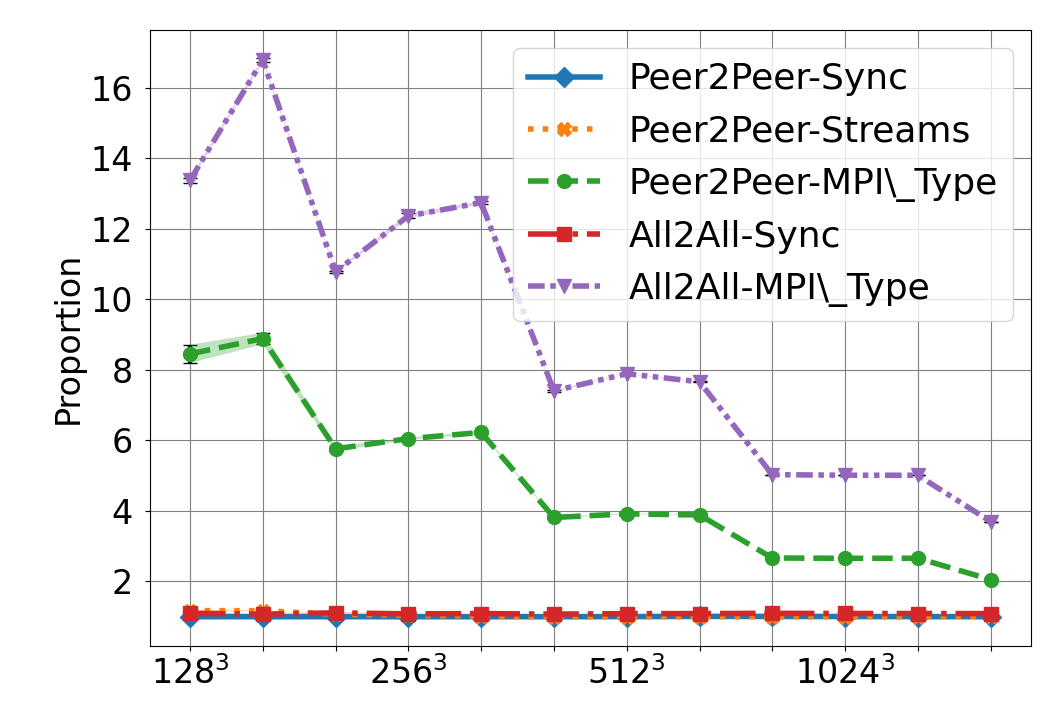 Proportion
16
14
12
10
8
6
4
2
128³
256³
512³
1024³
Peer2Peer-Sync
Peer2Peer-Streams
Peer2Peer-MPI\_Type
All2All-Sync
All2All-MPI\_Type